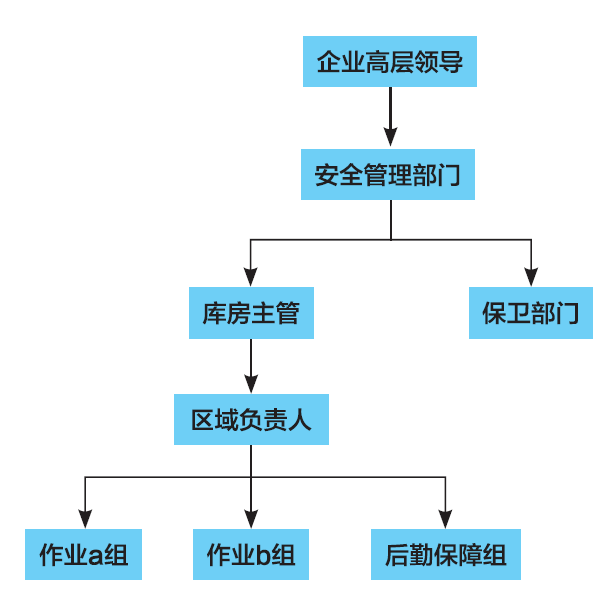 企业高层领导
安全管理部门
库房主管
保卫部门
区域负责人
作业a组
作业b组
后勤保障组